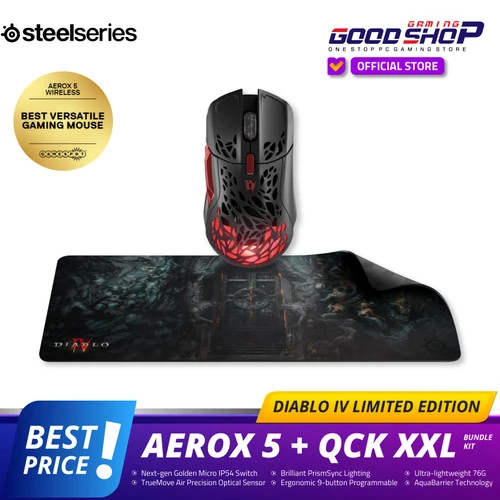 steelseries
GAMING
GOODSHOP
ONE STOP PC GAMING STORE
OFFICIAL STORE
AEROX 5
WIRELESS
BEST VERSATILE
GAMING MOUSE
GAMESPOT
DIABLO
IV
DIABLO IV LIMITED EDITION
BEST
PRICE!
AEROX 5 + QCK XXL
BUNDLE
KIT
• Next-gen Golden Micro IP54 Switch
• Brilliant PrismSync Lighting
• Ultra-lightweight 76G
• TrueMove Air Precision Optical Sensor
• Ergonomic 9-button Programmable
• AquaBarrier Technology